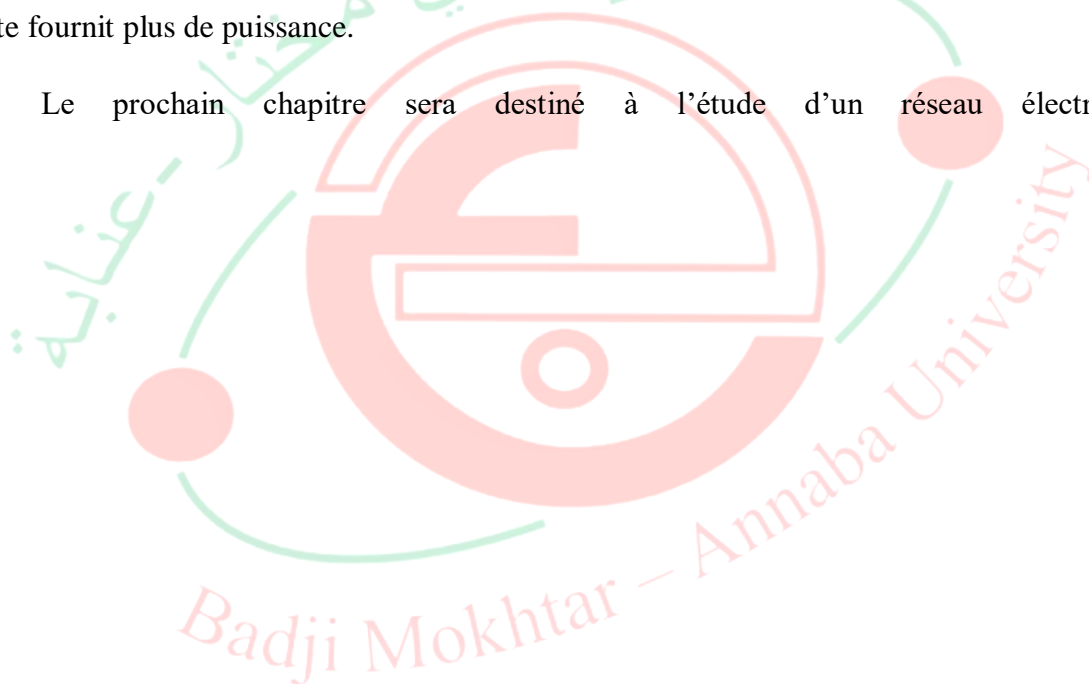 te fournit plus de puissance.
Le prochain chapitre sera destiné à l’étude d’un réseau électr
عنابة
Badji Mokhtar – Annaba University